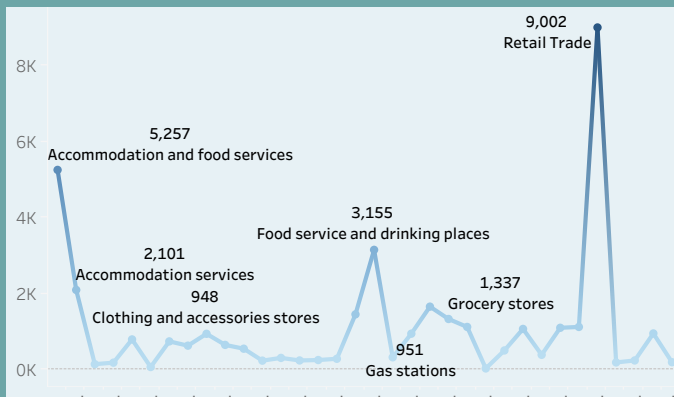 9,002
Retail Trade
8K
6K
5,257
Accommodation and food services
4K
3,155
Food service and drinking places
2,101
Accommodation services
2K
1,337
Grocery stores
948
Clothing and accessories stores
951
Gas stations
0K